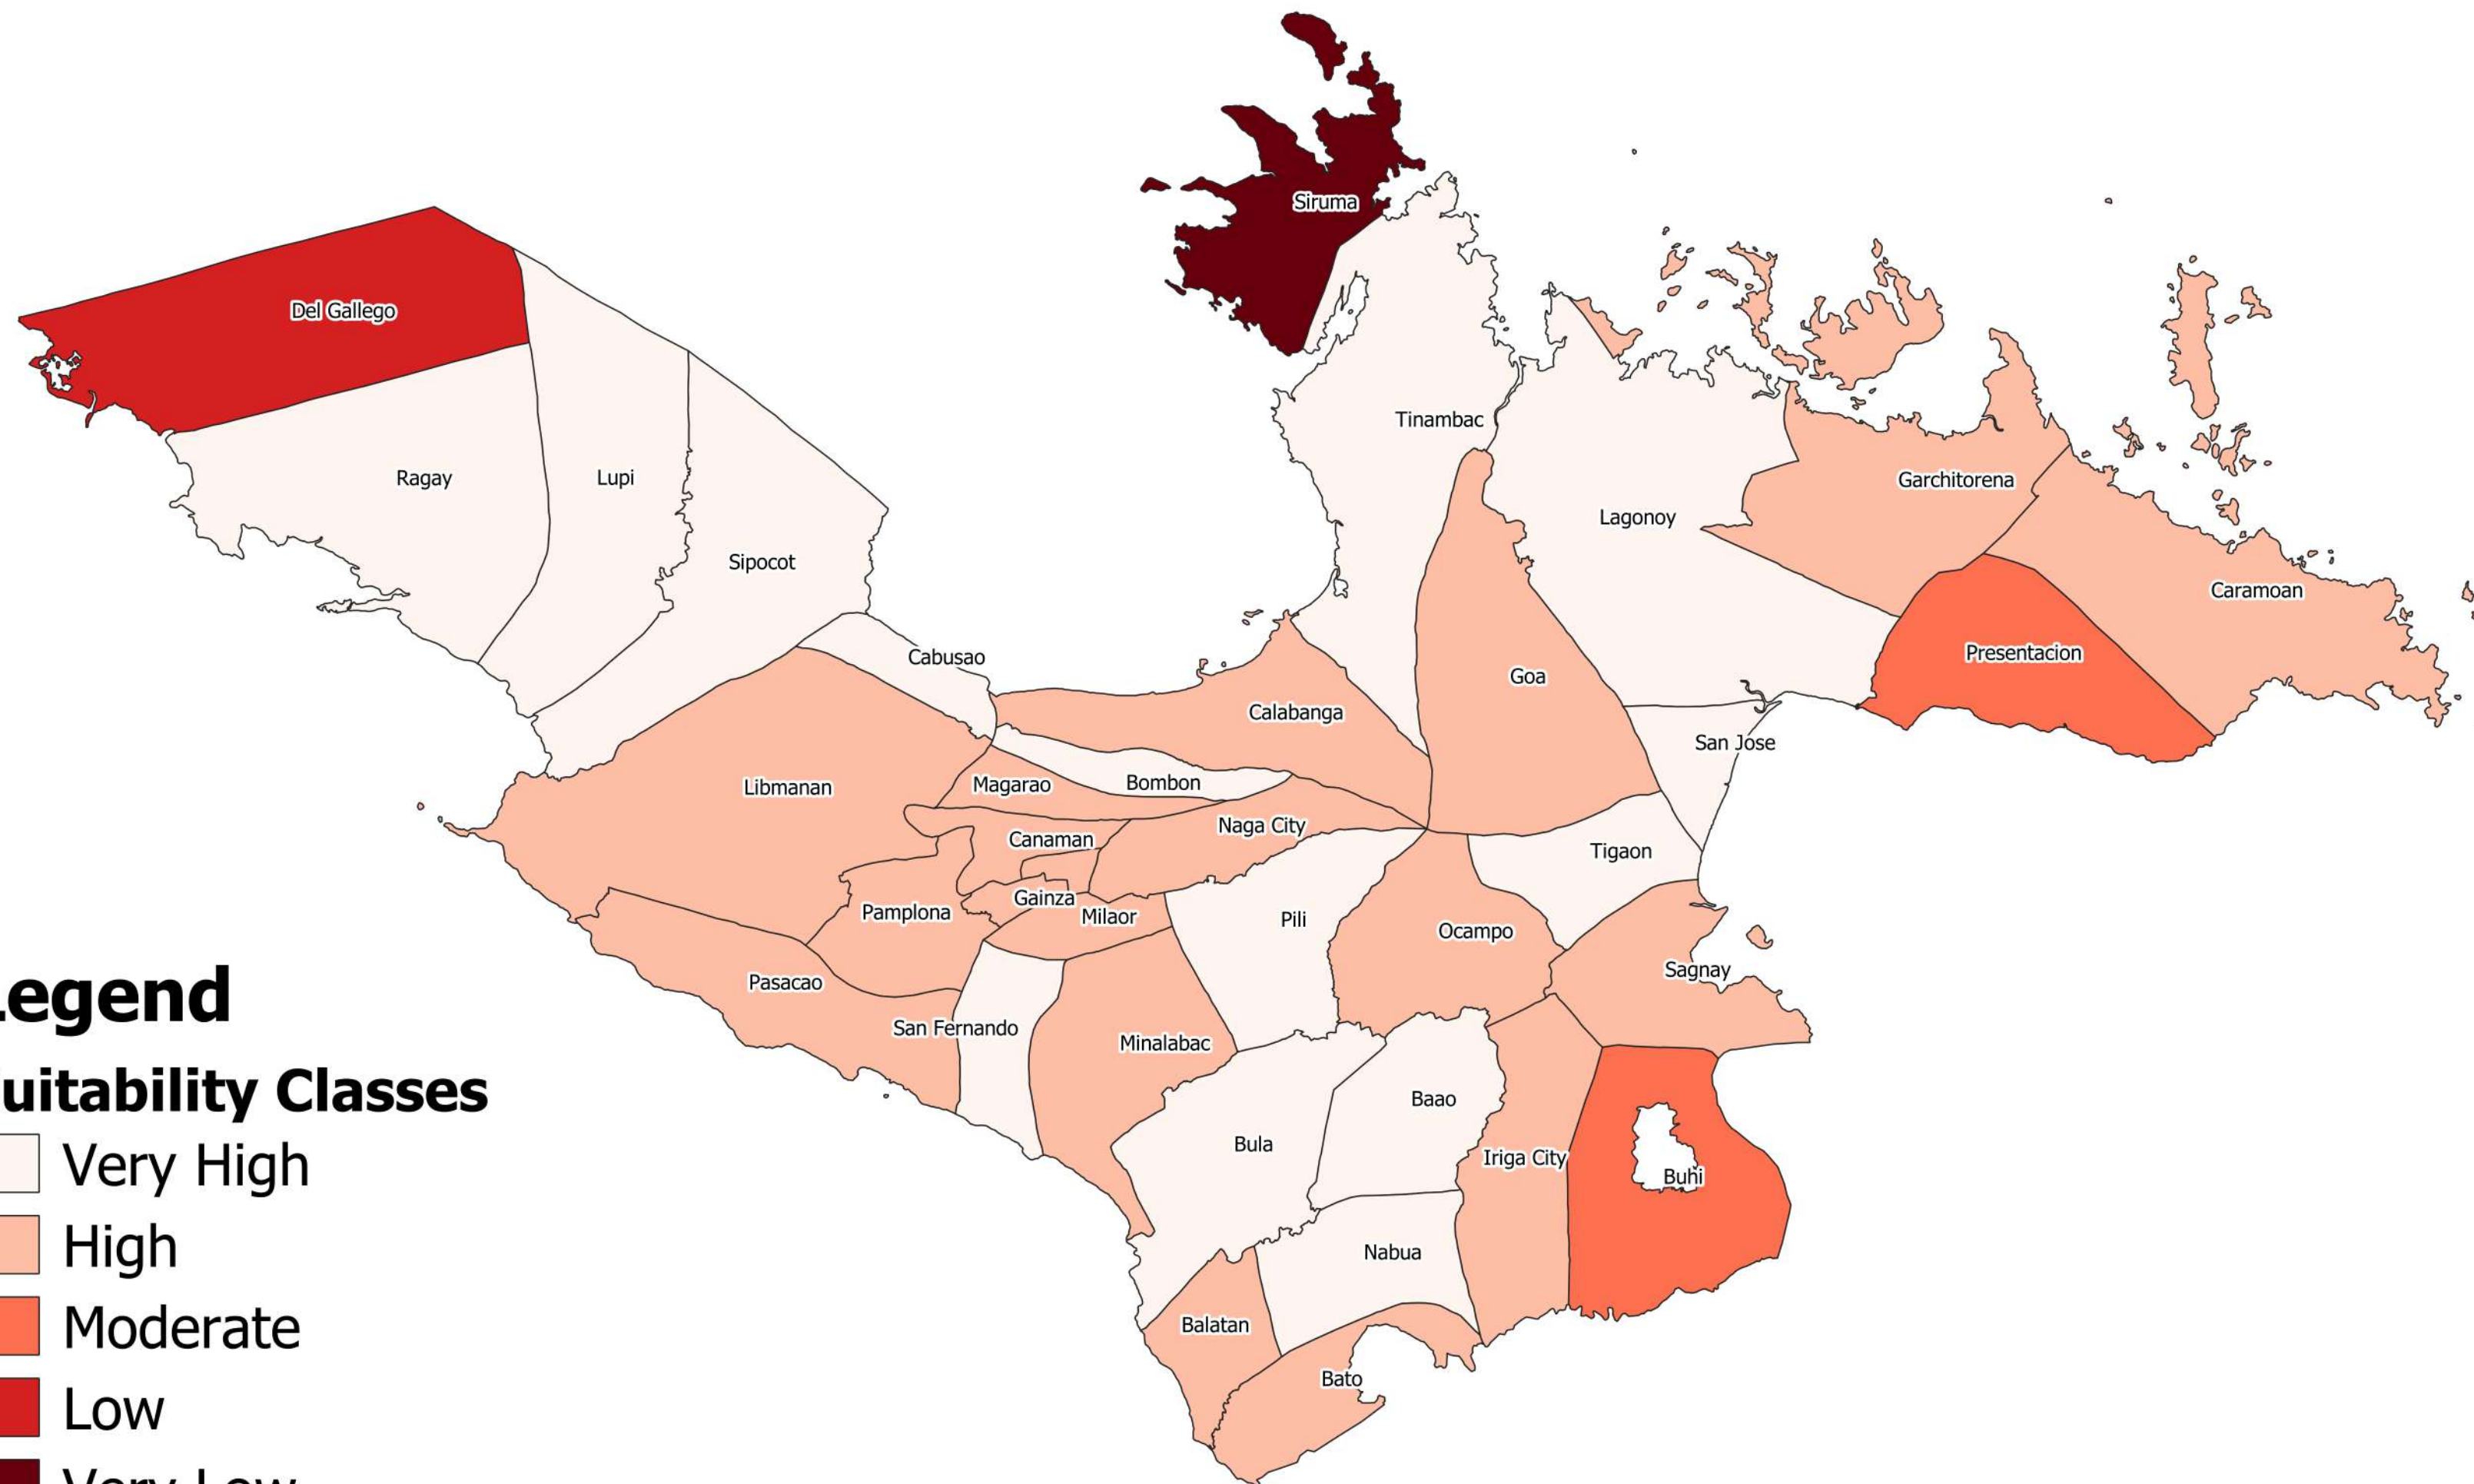 Siruma
Del Gallego
Tinambac
Ragay
Lupi
Garchitorena
Lagonoy
Sipocot
Caramoan
Cabusao
Presentacion
Goa
Calabanga
San Jose
Bombon
Magarao
Libmanan
Naga City
Canaman
Tigaon
Gainza
Pamplona
Milaor
Pili
Ocampo
Sagnay
Pasacao
San Fernando
Minalabac
Baao
Bula
Iriga City
Buhi
Nabua
Balatan
Bato
Legend
uitability Classes
Very High
High
Moderate
Low
Very Low